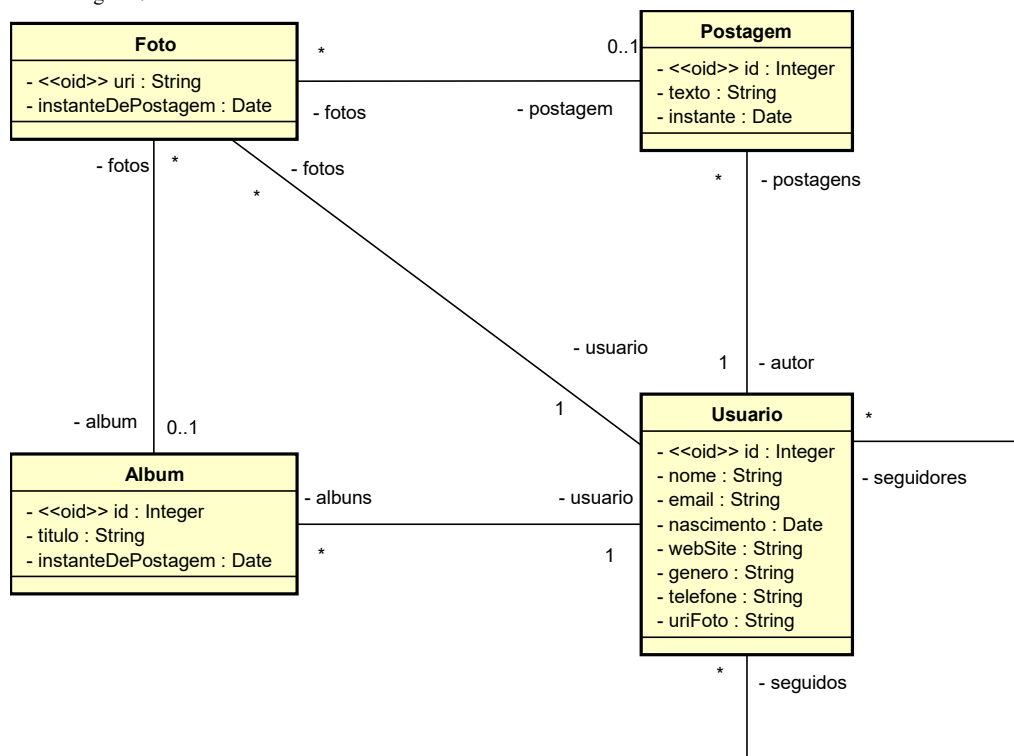 Foto
- <<oid>> uri : String
- instanteDePostagem : Date
*
0..1
- fotos
- postagem
Postagem
- <<oid>> id : Integer
- texto : String
- instante : Date
- fotos
*
- fotos
*
*
- postagens
- usuario
1
1
- autor
- album
0..1
Album
- <<oid>> id : Integer
- titulo : String
- instanteDePostagem : Date
- albuns
- usuario
*
1
Usuario
- <<oid>> id : Integer
- nome : String
- email : String
- nascimento : Date
- webSite : String
- genero : String
- telefone : String
- uriFoto : String
*
- seguidores
*
- seguidos